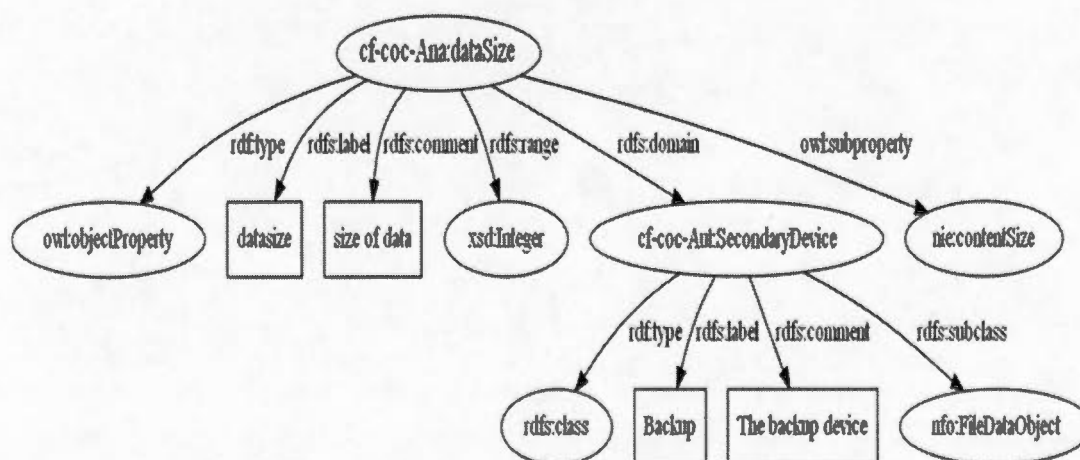 cf-coc-Ana:dataSize
rdf:type
rdfs:label
rdfs:comment
rdfs:range
rdfs:domain
owl:subproperty
owl:objectProperty
datasize
size of data
xsd:Integer
cf-coc-Aut:SecondaryDevice
nie:contentSize
rdf:type
rdfs:label
rdfs:comment
rdfs:subclass
rdfs:class
Backup
The backup device
nfo:FileDataObject